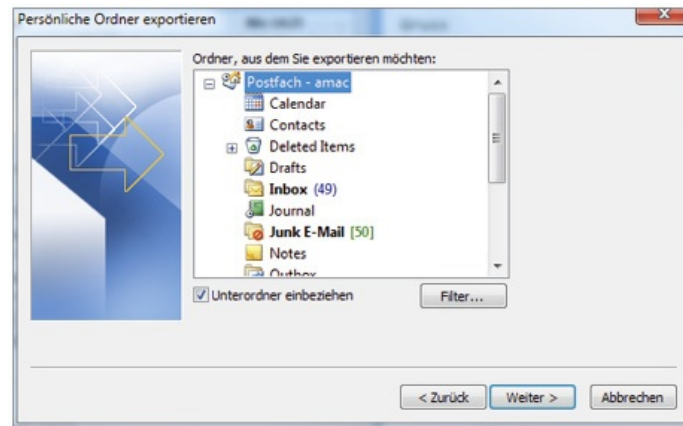 Persönliche Ordner exportieren
Ordner, aus dem Sie exportieren möchten:
Postfach - amac
Calendar
Contacts
Deleted Items
Drafts
Inbox (49)
Journal
Junk E-Mail [50]
Notes
Outbox
Unterordner einbeziehen
Filter...
< Zurück
Weiter >
Abbrechen